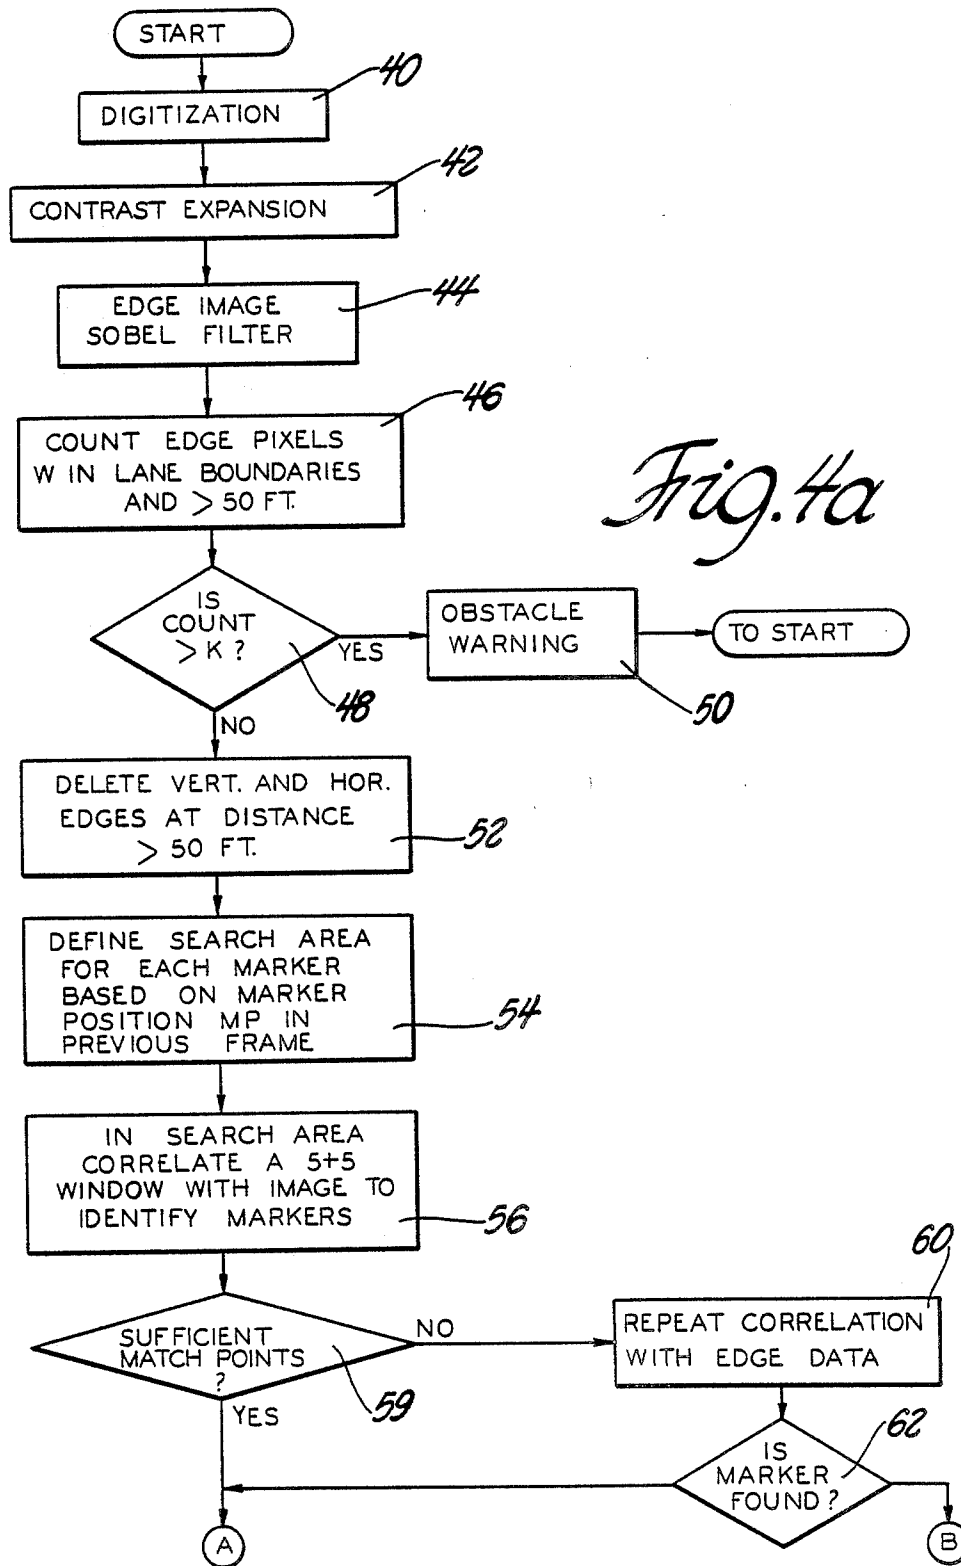 START
40
DIGITIZATION
42
CONTRAST EXPANSION
44
EDGE IMAGE
SOBEL FILTER
46
COUNT EDGE PIXELS
W IN LANE BOUNDARIES
AND > 50 FT.
Fig. 4a
IS
COUNT
> K ?
48
YES
OBSTACLE
WARNING
50
TO START
NO
DELETE VERT. AND HOR.
EDGES AT DISTANCE
> 50 FT.
52
DEFINE SEARCH AREA
FOR EACH MARKER
BASED ON MARKER
POSITION MP IN
PREVIOUS FRAME
54
IN SEARCH AREA
CORRELATE A 5+5
WINDOW WITH IMAGE TO
IDENTIFY MARKERS
56
SUFFICIENT
MATCH POINTS
?
59
NO
YES
60
REPEAT CORRELATION
WITH EDGE DATA
62
IS
MARKER
FOUND ?
A
B